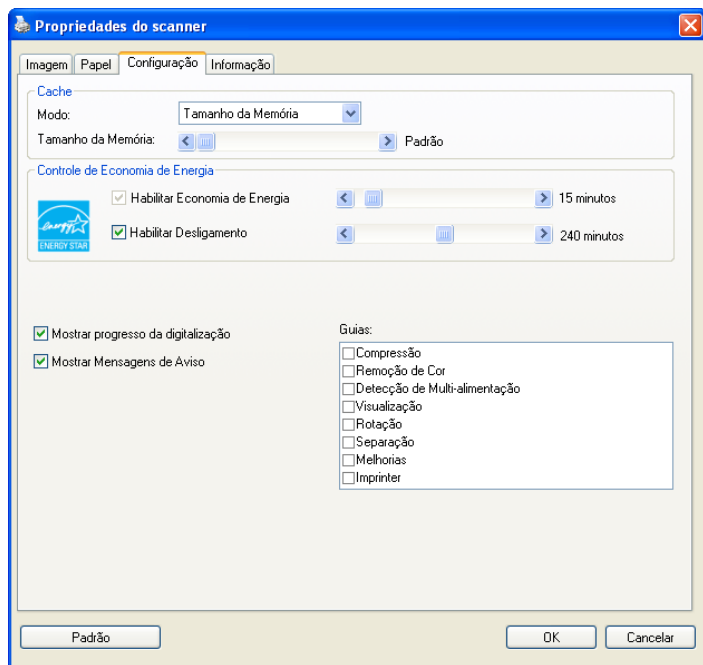 Propriedades do scanner
Imagem Papel Configuração Informação
Cache
Modo: Tamanho da Memória
Tamanho da Memória: Padrão
Controle de Economia de Energia
Habilitar Economia de Energia 15 minutos
Habilitar Desligamento 240 minutos
energy
ENERGY STAR
Mostrar progresso da digitalização
Mostrar Mensagens de Aviso
Guias:
Compressão
Remoção de Cor
Detecção de Multi-alimentação
Visualização
Rotação
Separação
Melhorias
Imprinter
Padrão OK Cancelar